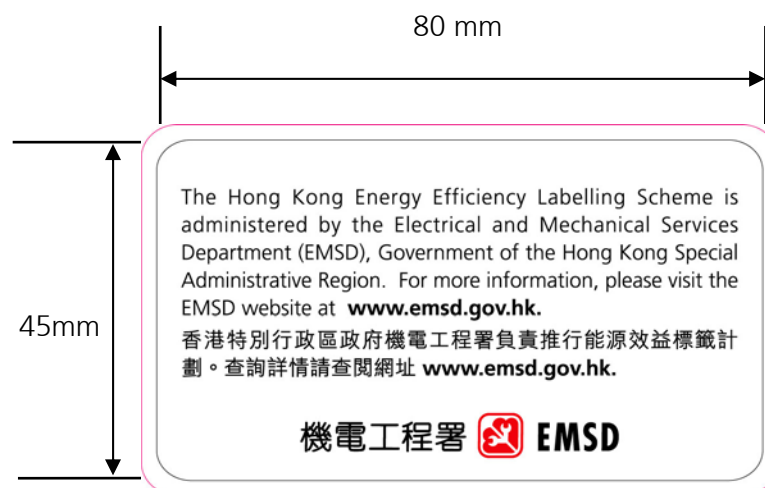 80 mm
The Hong Kong Energy Efficiency Labelling Scheme is
administered by the Electrical and Mechanical Services
Department (EMSD), Government of the Hong Kong Special
Administrative Region. For more information, please visit the
EMSD website at www.emsd.gov.hk.
45mm
香港特別行政區政府機電工程署負責推行能源效益標籤計
劃。查詢詳情請查閱網址 www.emsd.gov.hk.
機電工程署 EMSD